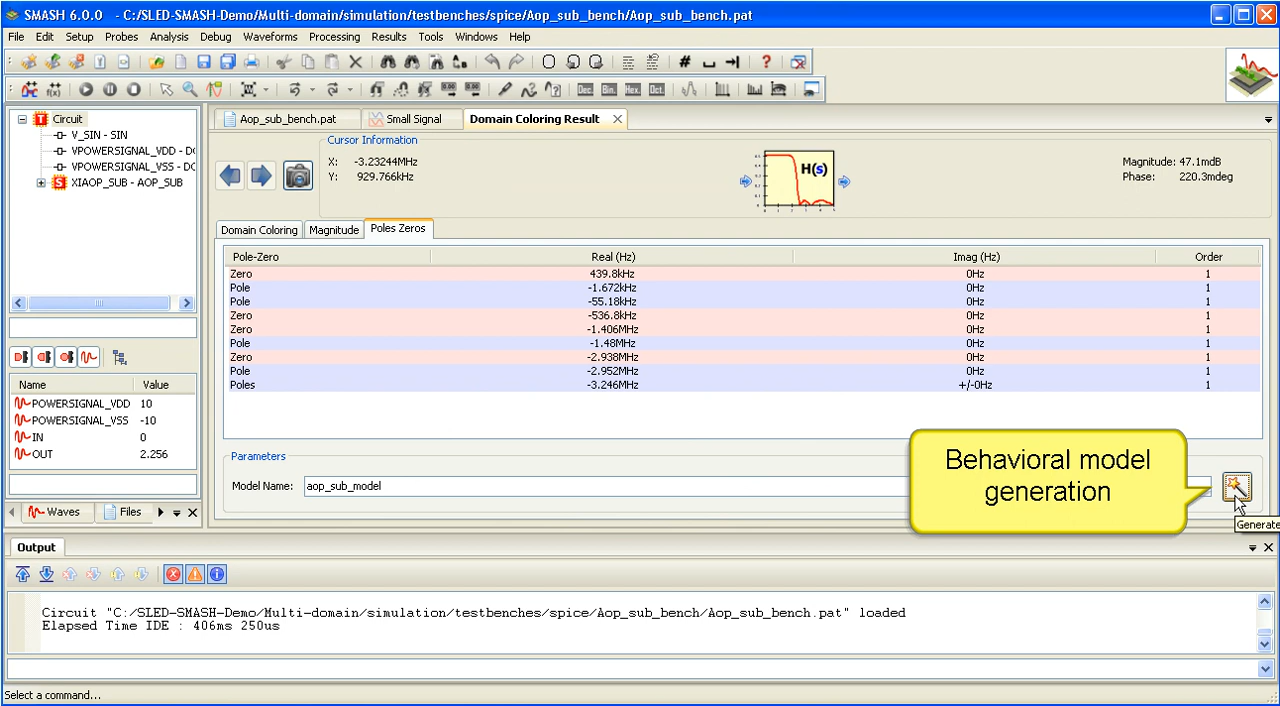 SMASH 6.0.0 - C:/SLED-SMASH-Demo/Multi-domain/simulation/testbenches/spice/Aop_sub_bench/Aop_sub_bench.pat
File Edit Setup Probes Analysis Debug Waveforms Processing Results Tools Windows Help
Dec Bin Hex Oct
Circuit
V_SIN - SIN
VPOWERSIGNAL_VDD - DC
VPOWERSIGNAL_VSS - DC
XIAOP_SUB - AOP_SUB
Name Value
POWERSIGNAL_VDD 10
POWERSIGNAL_VSS -10
IN 0
OUT 2.256
Waves Files
Aop_sub_bench.pat Small Signal Domain Coloring Result
Cursor Information
X: -3.23244MHz
Y: 929.766kHz
H(s)
Magnitude: 47.1mdB
Phase: 220.3mdeg
Domain Coloring Magnitude Poles Zeros
Pole-Zero Real (Hz) Imag (Hz) Order
Zero 439.8kHz 0Hz 1
Pole -1.672kHz 0Hz 1
Pole -55.18kHz 0Hz 1
Zero -536.8kHz 0Hz 1
Zero -1.406MHz 0Hz 1
Pole -1.48MHz 0Hz 1
Zero -2.938MHz 0Hz 1
Pole -2.952MHz 0Hz 1
Poles -3.246MHz +/-0Hz 1
Parameters
Model Name: aop_sub_model
Behavioral model
generation
Generate
Output
Circuit "C:/SLED-SMASH-Demo/Multi-domain/simulation/testbenches/spice/Aop_sub_bench/Aop_sub_bench.pat" loaded
Elapsed Time IDE : 406ms 250us
Select a command...